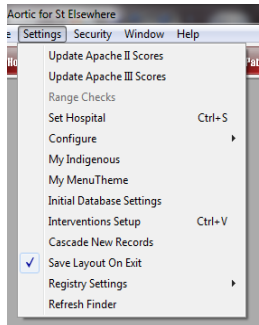 Aortic for St Elsewhere
Settings Security Window Help
Update Apache II Scores
Update Apache III Scores
Range Checks
Set Hospital Ctrl+S
Configure
My Indigenous
My MenuTheme
Initial Database Settings
Interventions Setup Ctrl+V
Cascade New Records
Save Layout On Exit
Registry Settings
Refresh Finder